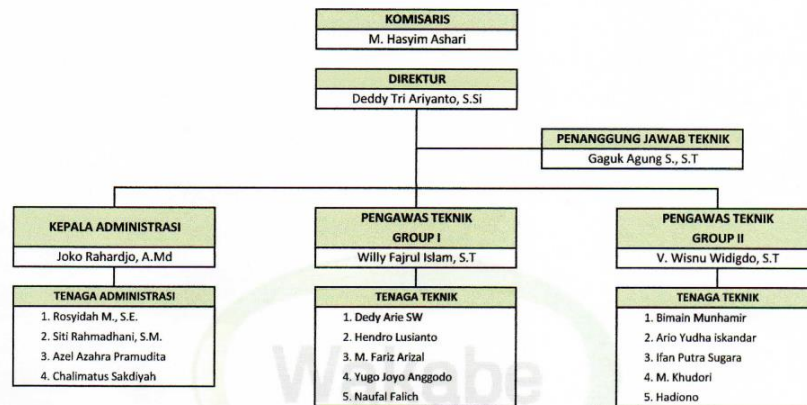 KOMISARIS
M. Hasyim Ashari
DIREKTUR
Deddy Tri Ariyanto, S.Si
PENANGGUNG JAWAB TEKNIK
Gaguk Agung S., S.T
KEPALA ADMINISTRASI
Joko Rahardjo, A.Md
TENAGA ADMINISTRASI
1. Rosyidah M., S.E.
2. Siti Rahmadhani, S.M.
3. Azel Azahra Pramudita
4. Chalimatus Sakdiyah
PENGAWAS TEKNIK
GROUP I
Willy Fajrul Islam, S.T
TENAGA TEKNIK
1. Dedy Arie SW
2. Hendro Lusianto
3. M. Fariz Arizal
4. Yugo Joyo Anggodo
5. Naufal Falich
PENGAWAS TEKNIK
GROUP II
V. Wisnu Widigdo, S.T
TENAGA TEKNIK
1. Bimain Munhamir
2. Ario Yudha iskandar
3. Ifan Putra Sugara
4. M. Khudori
5. Hadiono
Wakabe